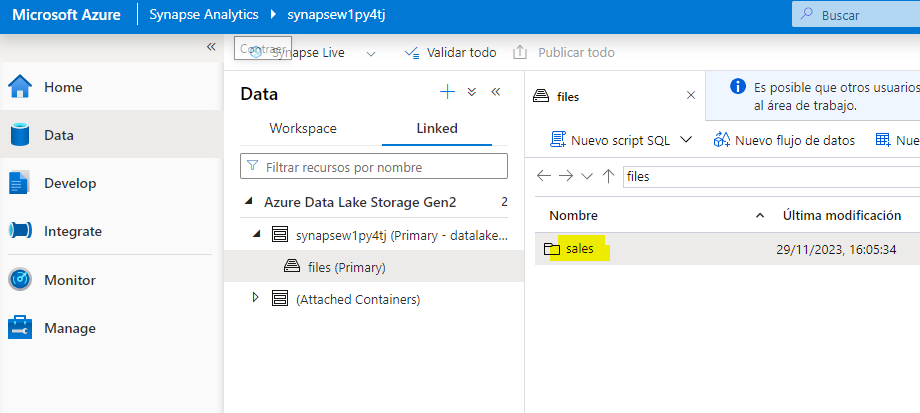 Microsoft Azure
Synapse Analytics
synapsew1py4tj
Buscar
Contraer
Synapse Live
Validar todo
Publicar todo
Home
Data
Develop
Integrate
Monitor
Manage
Data
Workspace
Linked
Filtrar recursos por nombre
Azure Data Lake Storage Gen2
2
synapsew1py4tj (Primary - datalake...
files (Primary)
(Attached Containers)
files
Es posible que otros usuarios
al área de trabajo.
Nuevo script SQL
Nuevo flujo de datos
Nue
files
Nombre
Última modificación
sales
29/11/2023, 16:05:34